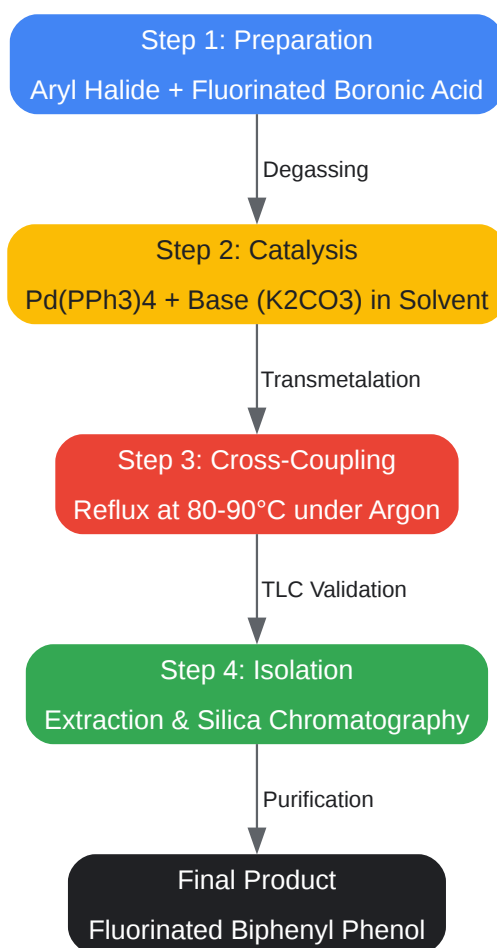 Step 1: Preparation
Aryl Halide + Fluorinated Boronic Acid
Degassing
Step 2: Catalysis
Pd(PPh3)4 + Base (K2CO3) in Solvent
Transmetalation
Step 3: Cross-Coupling
Reflux at 80-90°C under Argon
TLC Validation
Step 4: Isolation
Extraction & Silica Chromatography
Purification
Final Product
Fluorinated Biphenyl Phenol